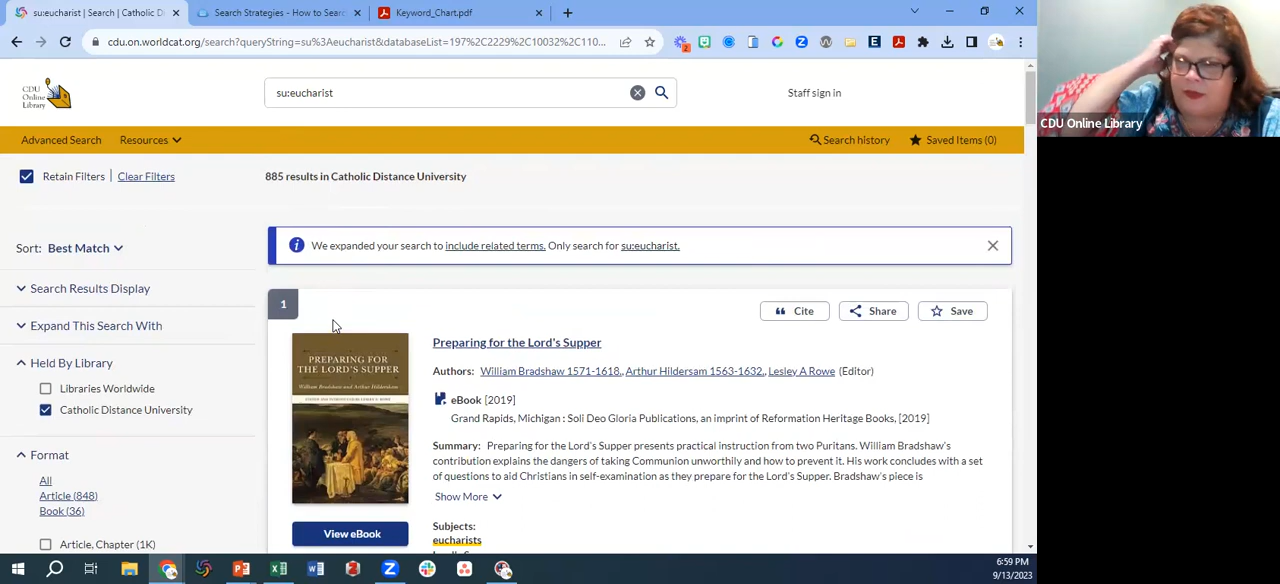 su:eucharist | Search | Catholic Di
Search Strategies - How to Searc
Keyword_Chart.pdf
cdu.on.worldcat.org/search?queryString=su%3Aeucharist&databaseList=197%2C2229%2C10032%2C110...
CDU
Online
Library
su:eucharist
Staff sign in
Advanced Search
Resources
Search history
Saved Items (0)
Retain Filters
Clear Filters
885 results in Catholic Distance University
Sort: Best Match
We expanded your search to include related terms. Only search for su:eucharist.
Search Results Display
Expand This Search With
Held By Library
Libraries Worldwide
Catholic Distance University
Format
All
Article (848)
Book (36)
Article, Chapter (1K)
1
Cite
Share
Save
PREPARING FOR
THE LORD'S SUPPER
William Bradshaw and Arthur Hildersham
View eBook
Preparing for the Lord's Supper
Authors: William Bradshaw 1571-1618., Arthur Hildersam 1563-1632., Lesley A Rowe (Editor)
eBook [2019]
Grand Rapids, Michigan : Soli Deo Gloria Publications, an imprint of Reformation Heritage Books, [2019]
Summary: Preparing for the Lord's Supper presents practical instruction from two Puritans. William Bradshaw's
contribution explains the dangers of taking Communion unworthily and how to prevent it. His work concludes with a set
of questions to aid Christians in self-examination as they prepare for the Lord's Supper. Bradshaw's piece is
Show More
Subjects:
eucharists
CDU Online Library
6:59 PM
9/13/2023